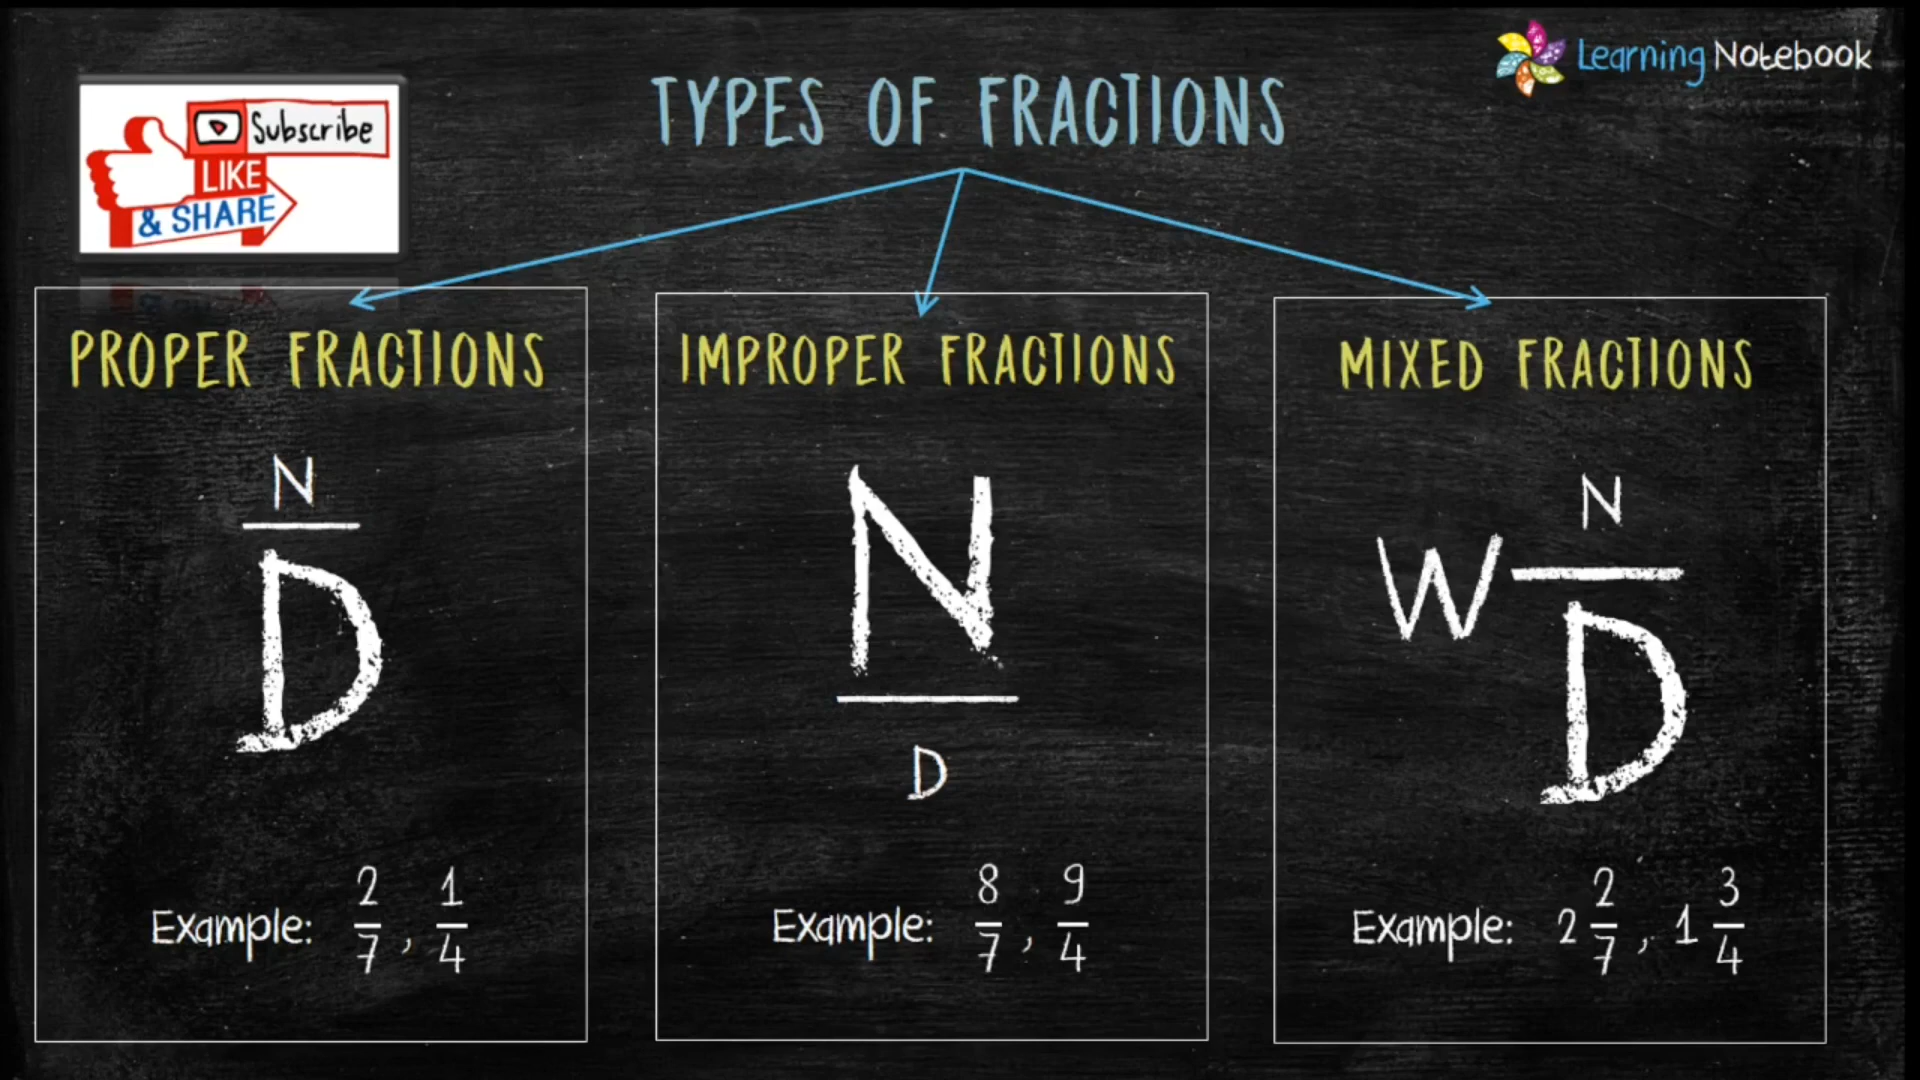 Learning Notebook
Subscribe
LIKE
& SHARE
TYPES OF FRACTIONS
PROPER FRACTIONS
N
D
Example: 2/7 , 1/4
IMPROPER FRACTIONS
N
D
Example: 8/7 , 9/4
MIXED FRACTIONS
W N
D
Example: 2 2/7 , 1 3/4